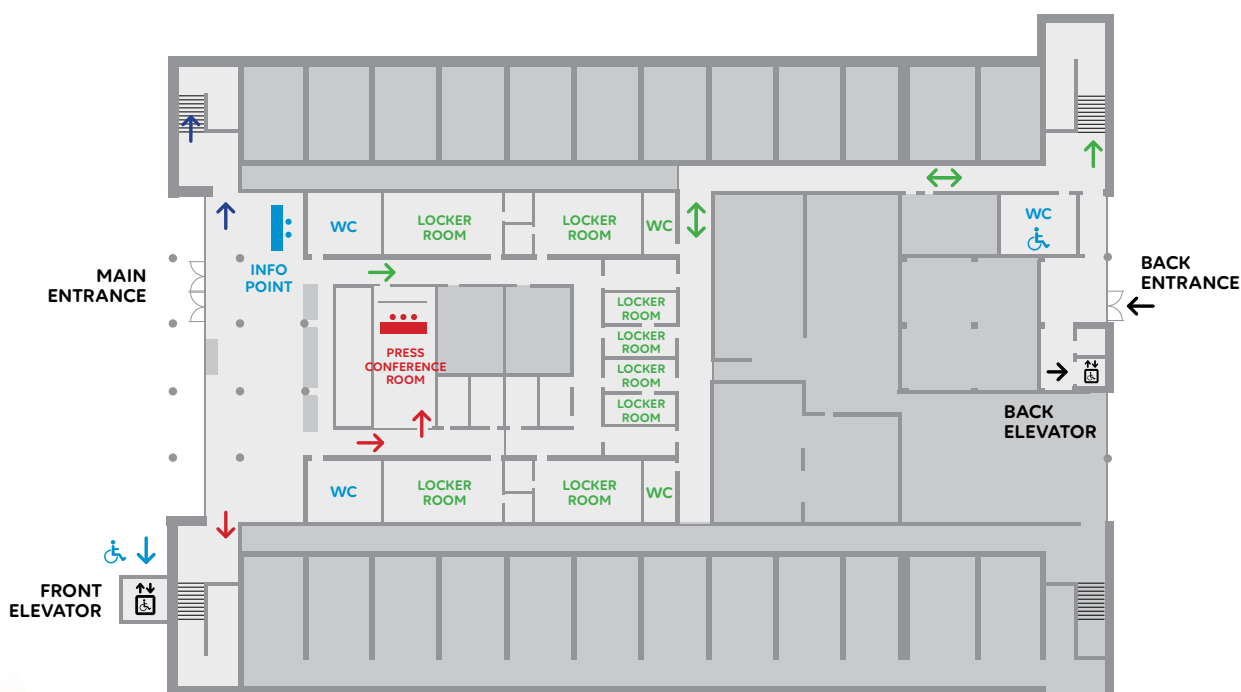 WC
LOCKER
ROOM
LOCKER
ROOM
WC
WC
INFO
POINT
MAIN
ENTRANCE
BACK
ENTRANCE
LOCKER
ROOM
LOCKER
ROOM
LOCKER
ROOM
LOCKER
ROOM
PRESS
CONFERENCE
ROOM
BACK
ELEVATOR
WC
LOCKER
ROOM
LOCKER
ROOM
WC
FRONT
ELEVATOR